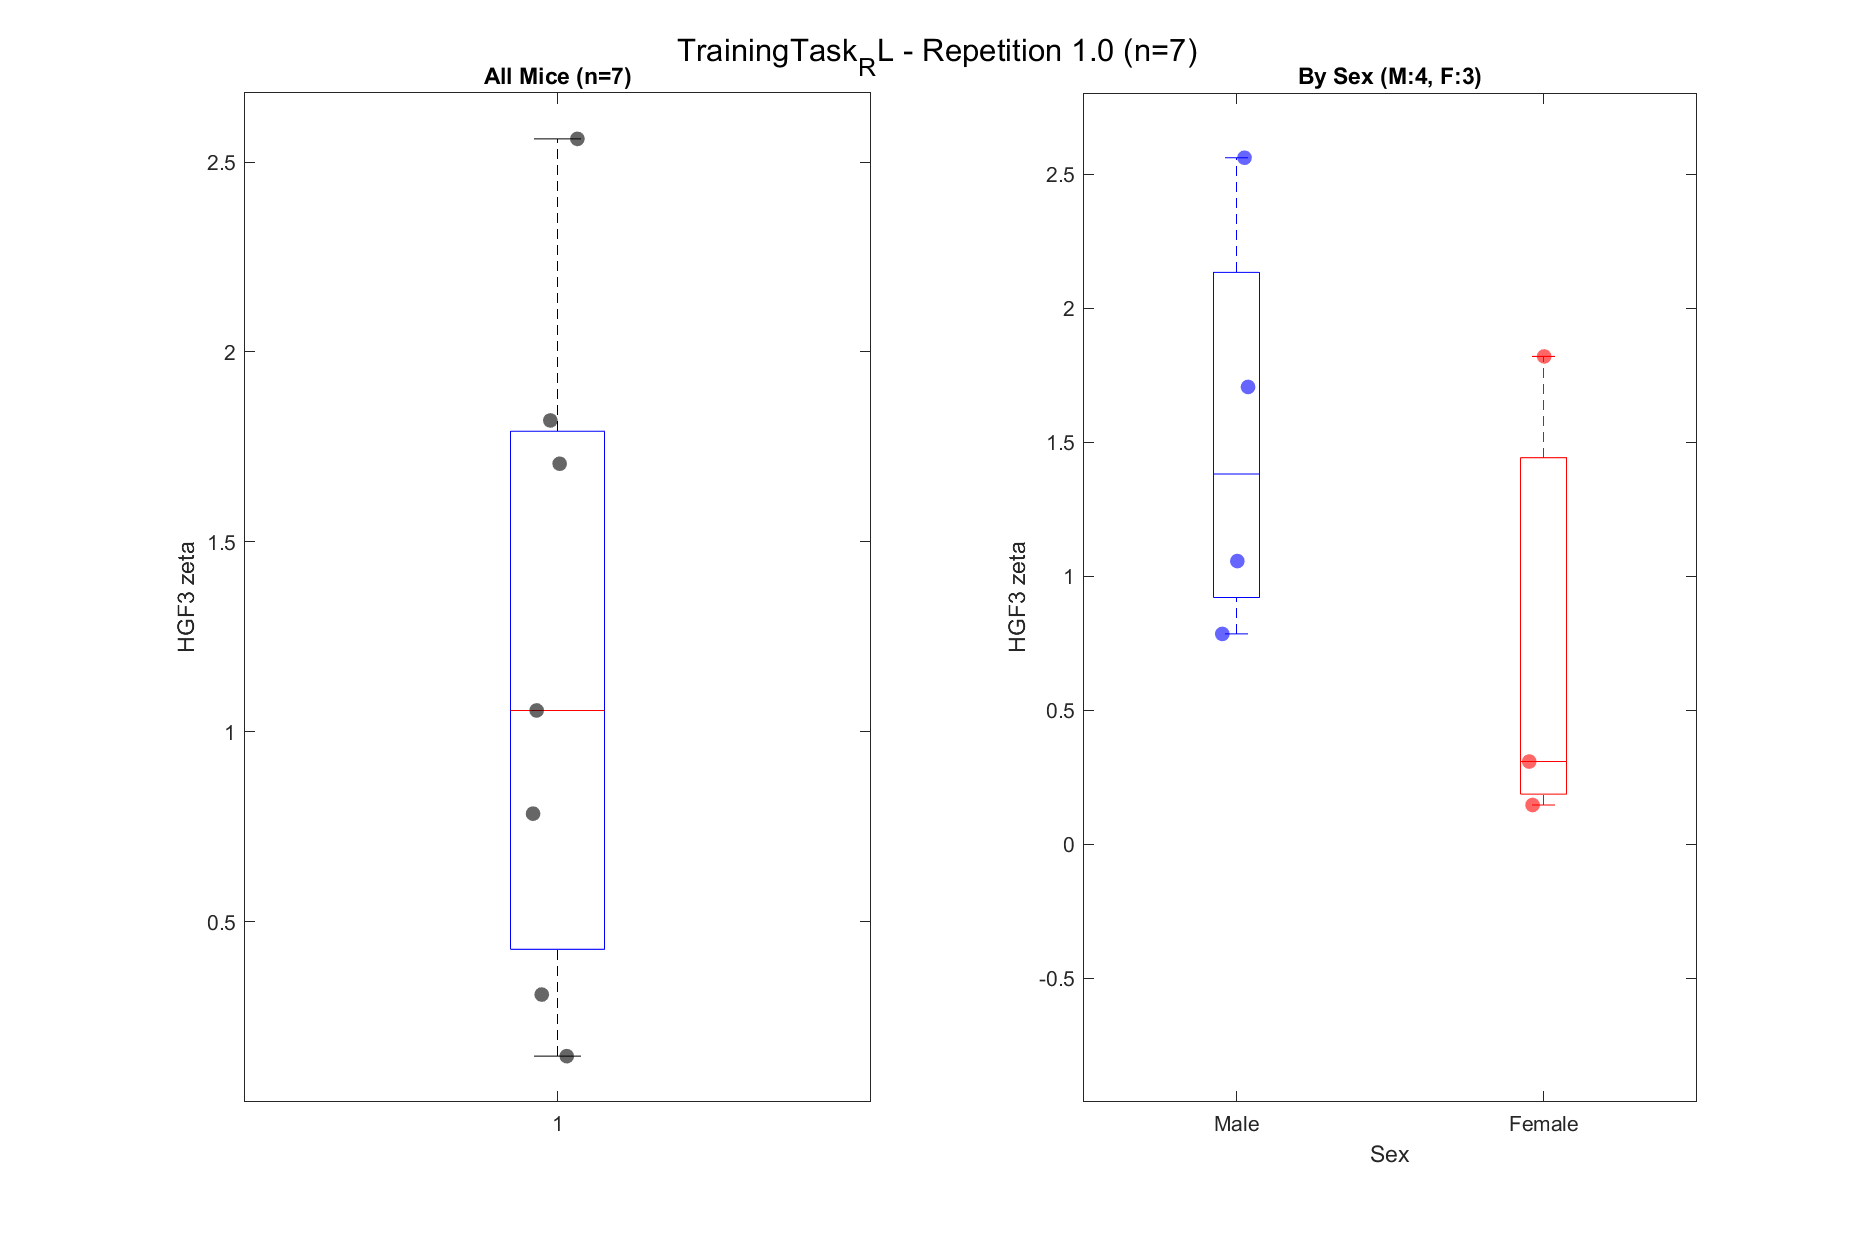 TrainingTask_RL - Repetition 1.0 (n=7)
All Mice (n=7)
HGF3 zeta
2.5
2
1.5
1
0.5
1
By Sex (M:4, F:3)
HGF3 zeta
2.5
2
1.5
1
0.5
0
-0.5
Male Female
Sex